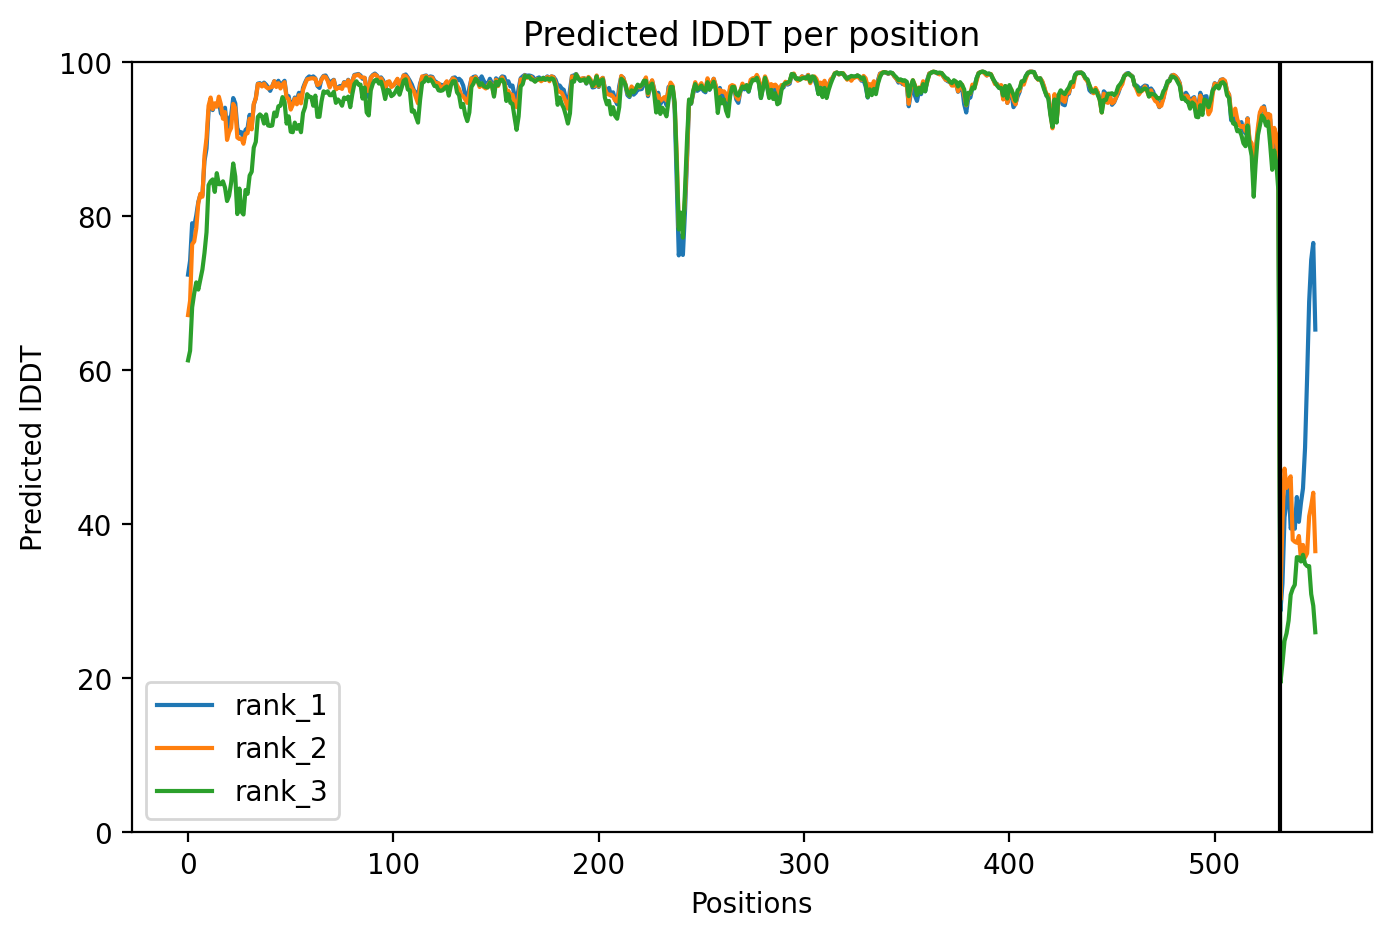 Predicted lDDT per position
100
80
60
40
20
0
Predicted lDDT
rank_1
rank_2
rank_3
0 100 200 300 400 500
Positions